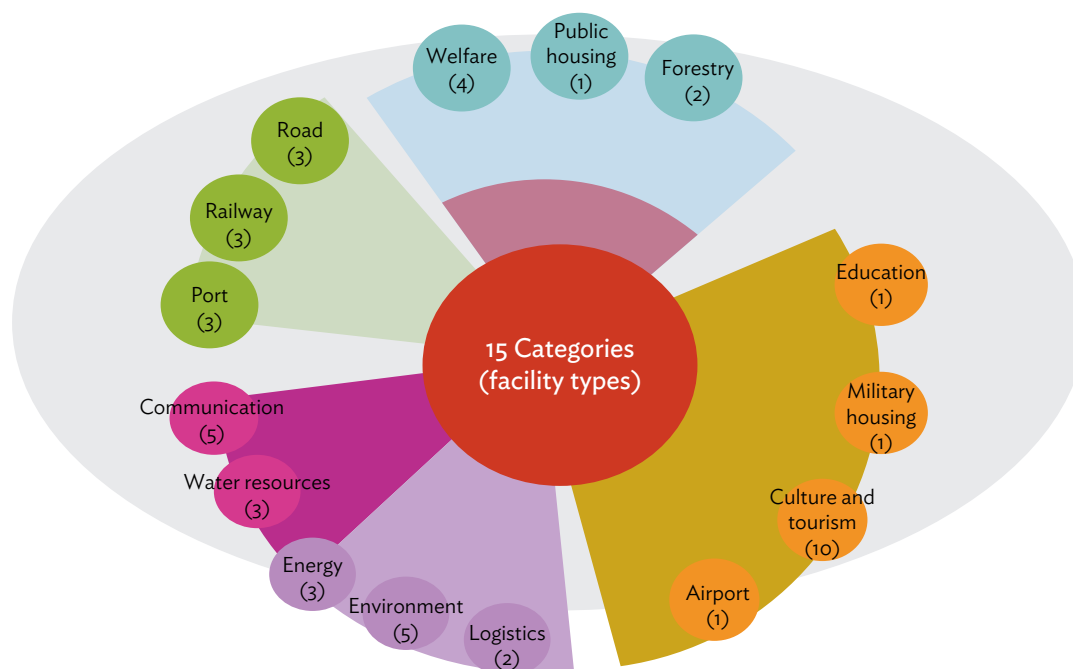 Welfare
(4)
Public
housing
(1)
Forestry
(2)
Road
(3)
Railway
(3)
Port
(3)
15 Categories
(facility types)
Education
(1)
Military
housing
(1)
Culture and
tourism
(10)
Airport
(1)
Communication
(5)
Water resources
(3)
Energy
(3)
Environment
(5)
Logistics
(2)